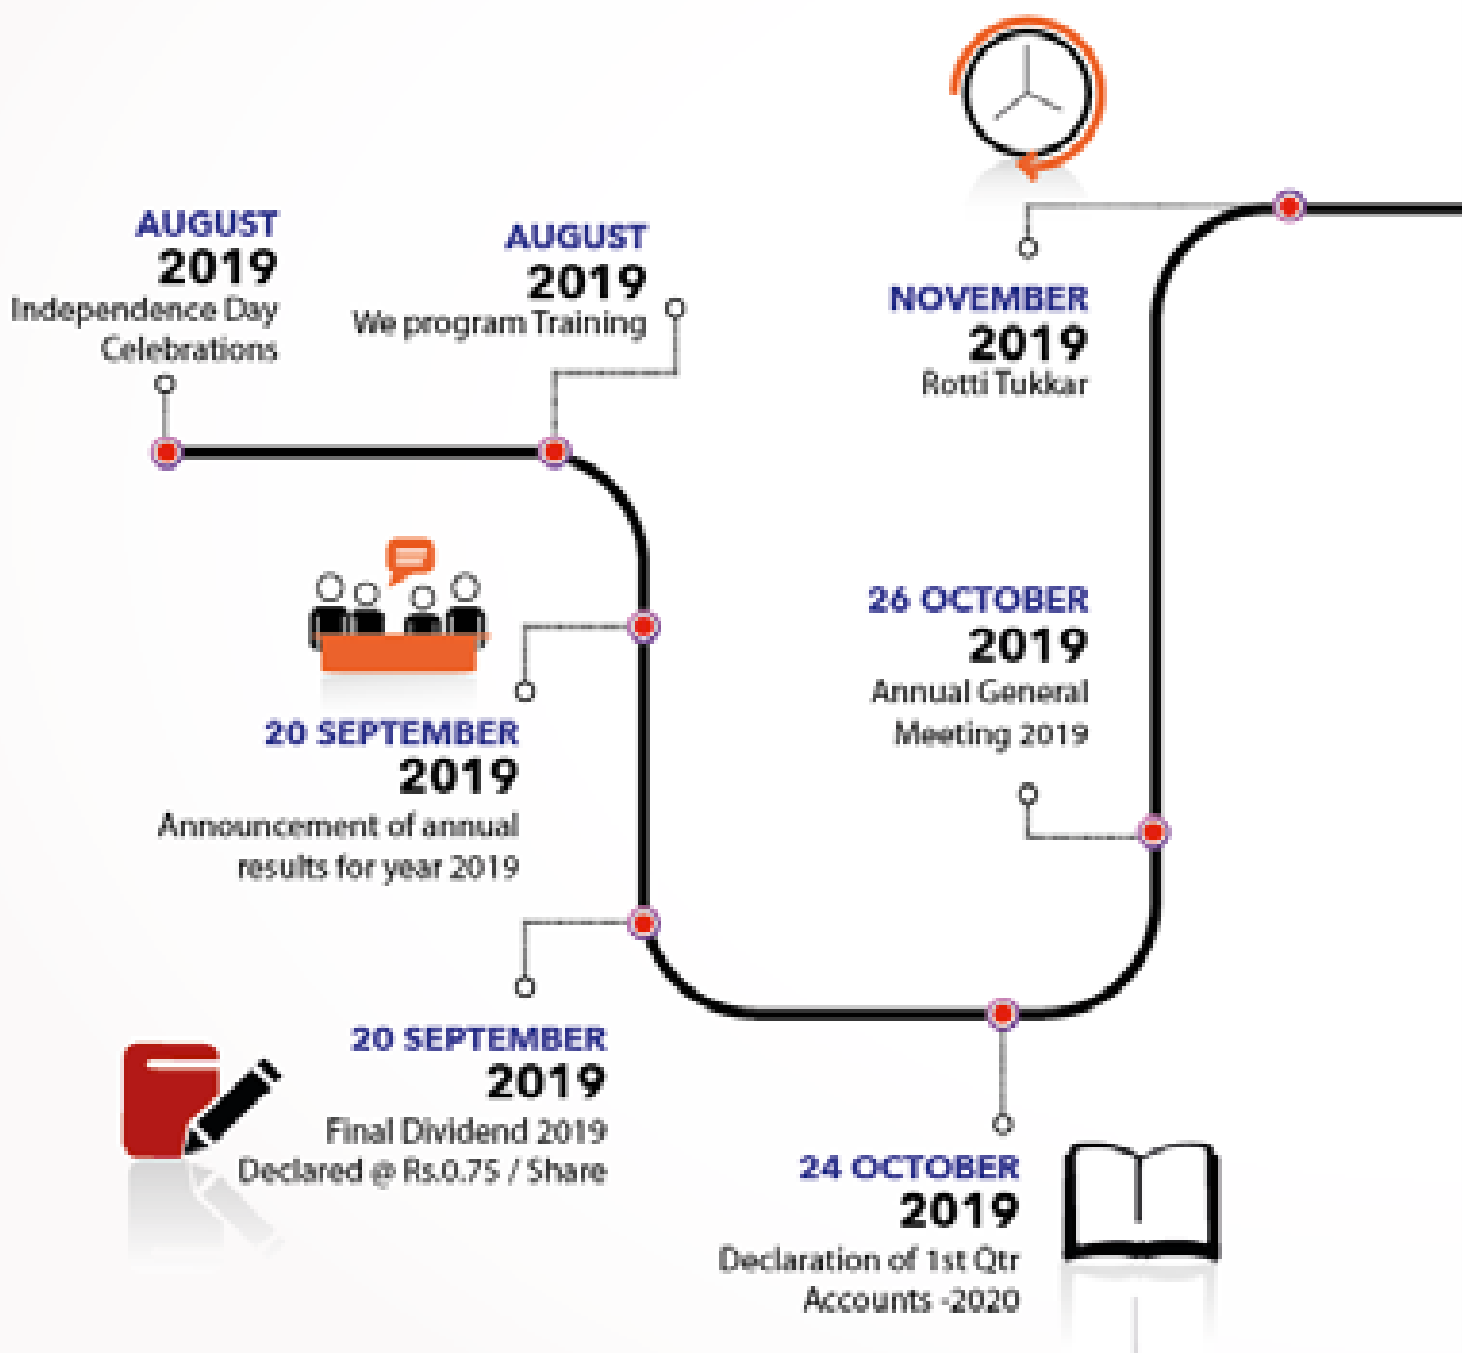 AUGUST
2019
Independence Day
Celebrations
AUGUST
2019
We program Training
20 SEPTEMBER
2019
Announcement of annual
results for year 2019
20 SEPTEMBER
2019
Final Dividend 2019
Declared @ Rs.0.75 / Share
24 OCTOBER
2019
Declaration of 1st Qtr
Accounts -2020
26 OCTOBER
2019
Annual General
Meeting 2019
NOVEMBER
2019
Rotti Tukkar